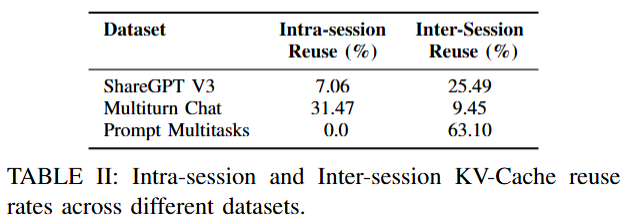 Dataset Intra-session Inter-Session
Reuse (%) Reuse (%)
ShareGPT V3 7.06 25.49
Multiturn Chat 31.47 9.45
Prompt Multitasks 0.0 63.10
TABLE II: Intra-session and Inter-session KV-Cache reuse
rates across different datasets.